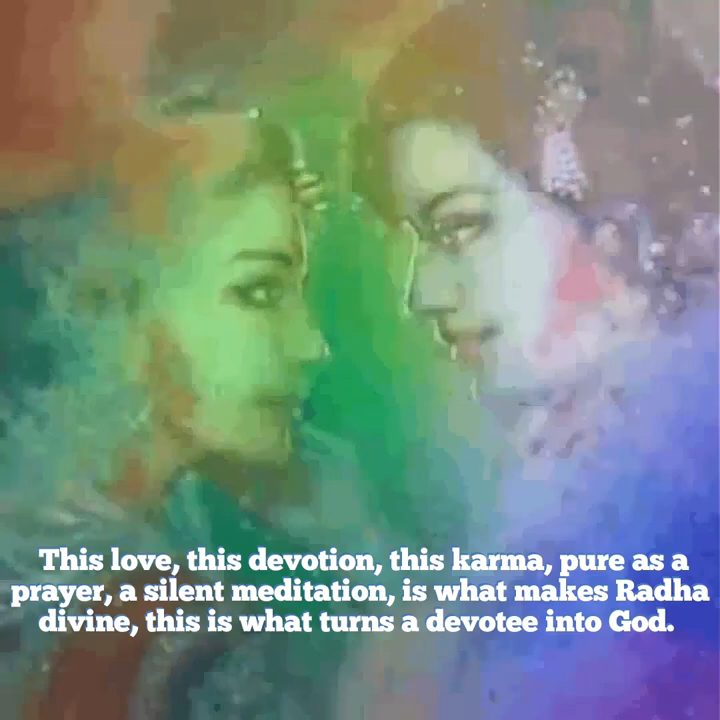 This love, this devotion, this karma, pure as a
prayer, a silent meditation, is what makes Radha
divine, this is what turns a devotee into God.